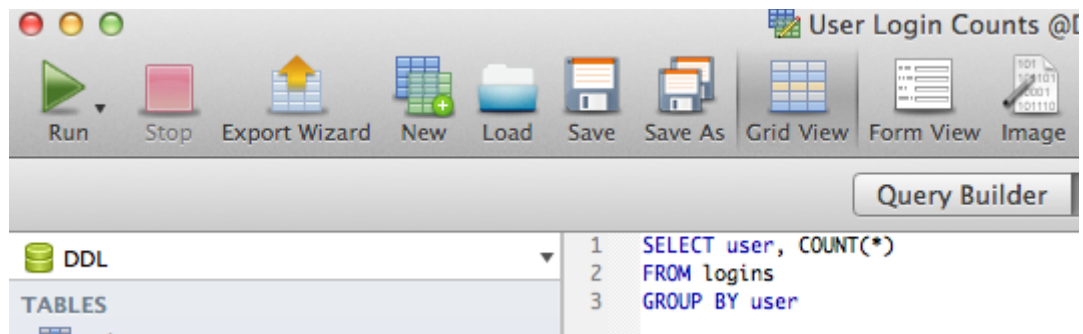 User Login Counts @D
Run Stop Export Wizard New Load Save Save As Grid View Form View Image
Query Builder
DDL
TABLES
1 SELECT user, COUNT(*)
2 FROM logins
3 GROUP BY user